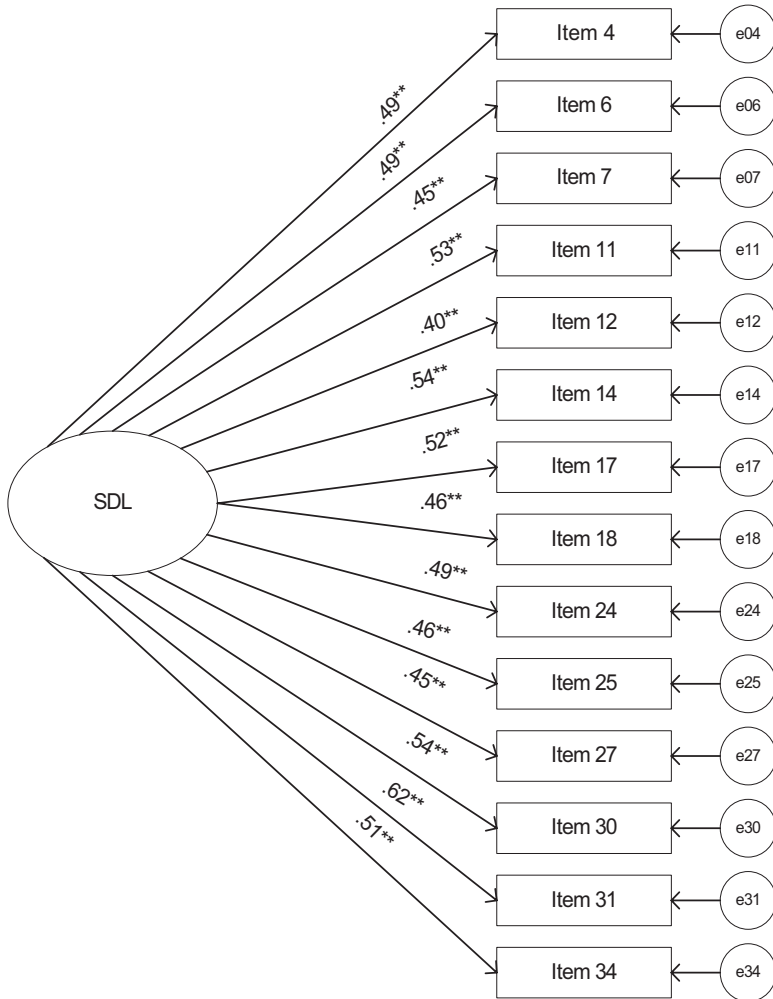 Item 4
e04
.49**
Item 6
e06
.49**
Item 7
e07
.45**
Item 11
e11
.53**
Item 12
e12
.40**
Item 14
e14
.54**
SDL
Item 17
e17
.52**
Item 18
e18
.46**
Item 24
e24
.49**
Item 25
e25
.46**
Item 27
e27
.45**
Item 30
e30
.54**
Item 31
e31
.62**
Item 34
e34
.51**